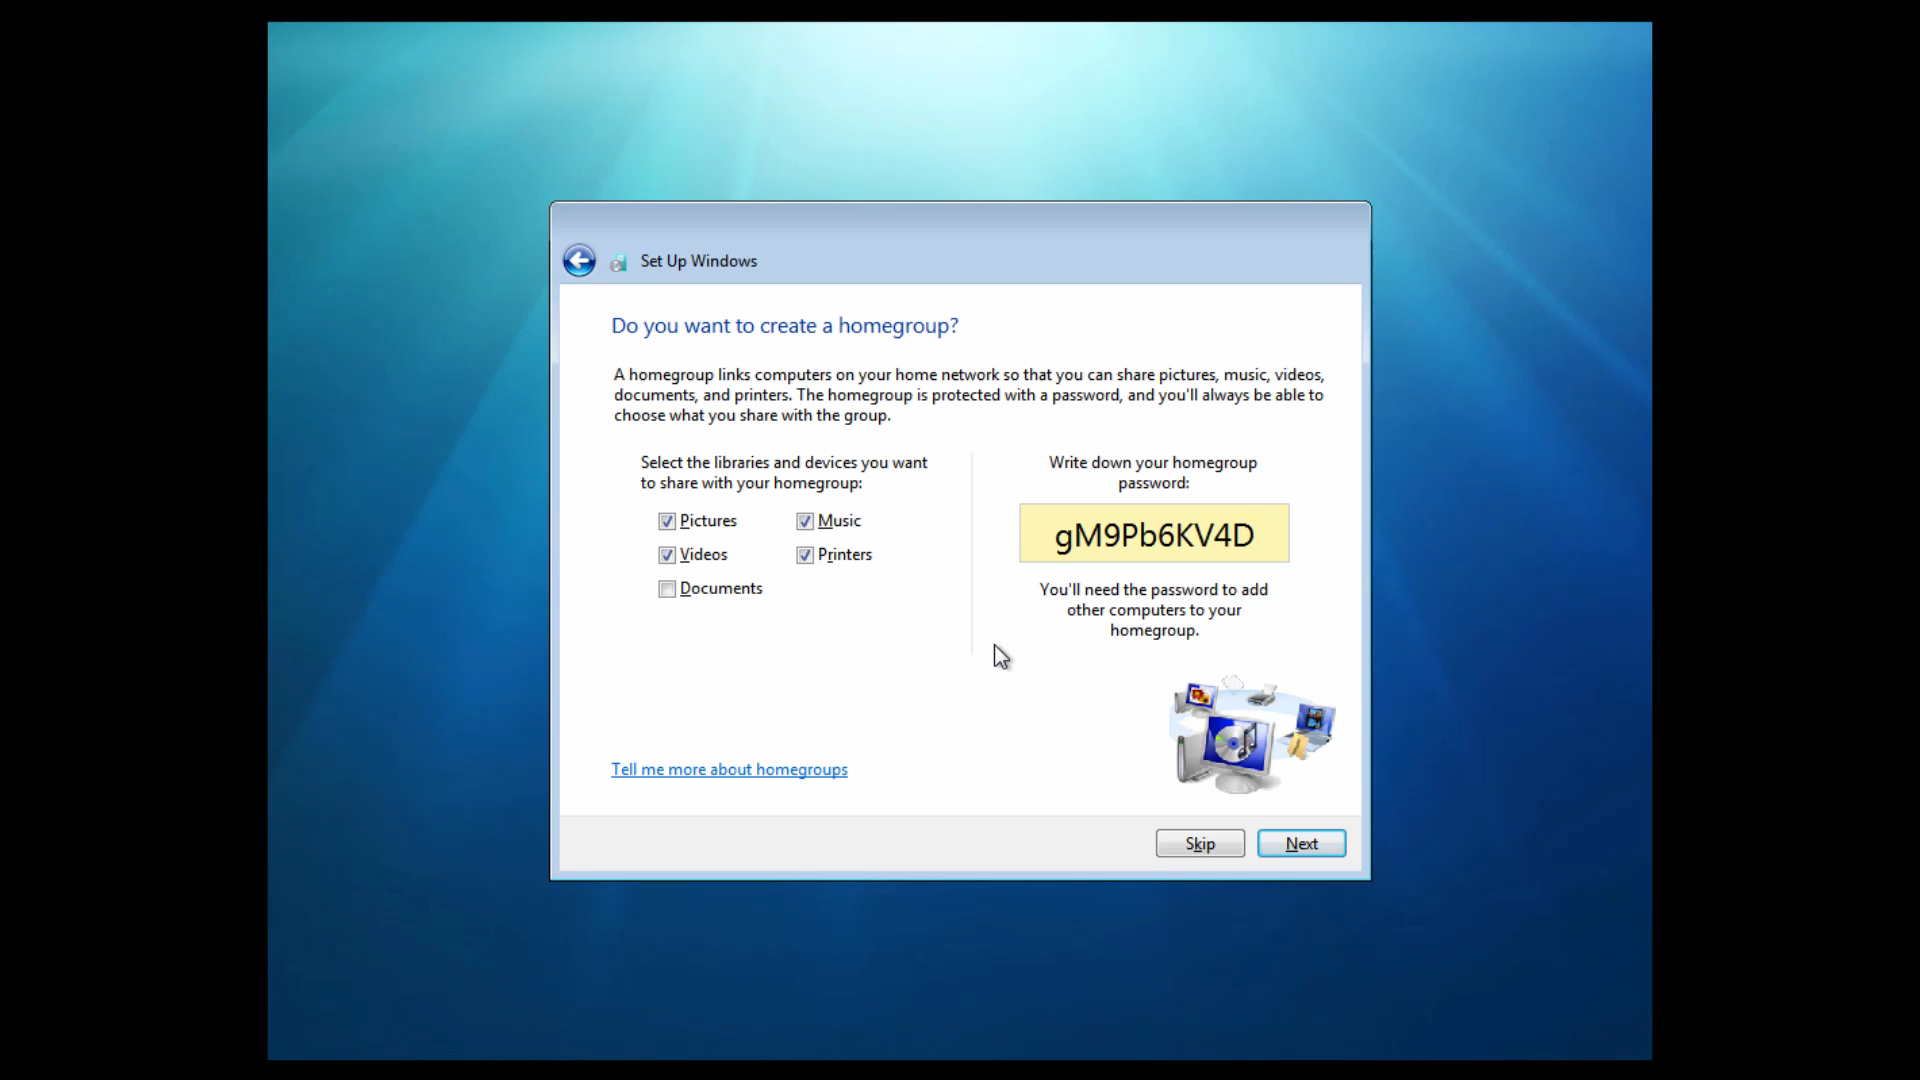 Set Up Windows
Do you want to create a homegroup?
A homegroup links computers on your home network so that you can share pictures, music, videos,
documents, and printers. The homegroup is protected with a password, and you'll always be able to
choose what you share with the group.
Select the libraries and devices you want
to share with your homegroup:
Pictures
Music
Videos
Printers
Documents
Write down your homegroup
password:
gM9Pb6KV4D
You'll need the password to add
other computers to your
homegroup.
Tell me more about homegroups
Skip
Next